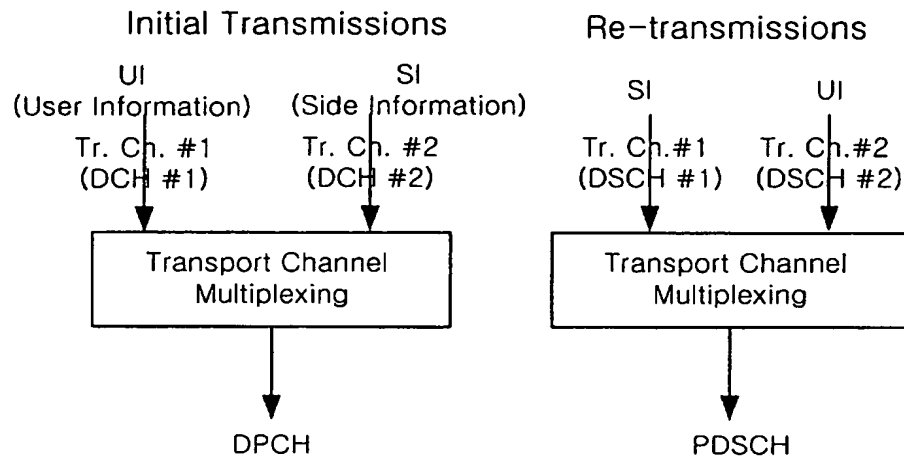 Initial Transmissions
UI
(User Information)
SI
(Side Information)
Tr. Ch. #1
(DCH #1)
Tr. Ch. #2
(DCH #2)
Transport Channel
Multiplexing
DPCH
Re-transmissions
SI
UI
Tr. Ch.#1
(DSCH #1)
Tr. Ch.#2
(DSCH #2)
Transport Channel
Multiplexing
PDSCH